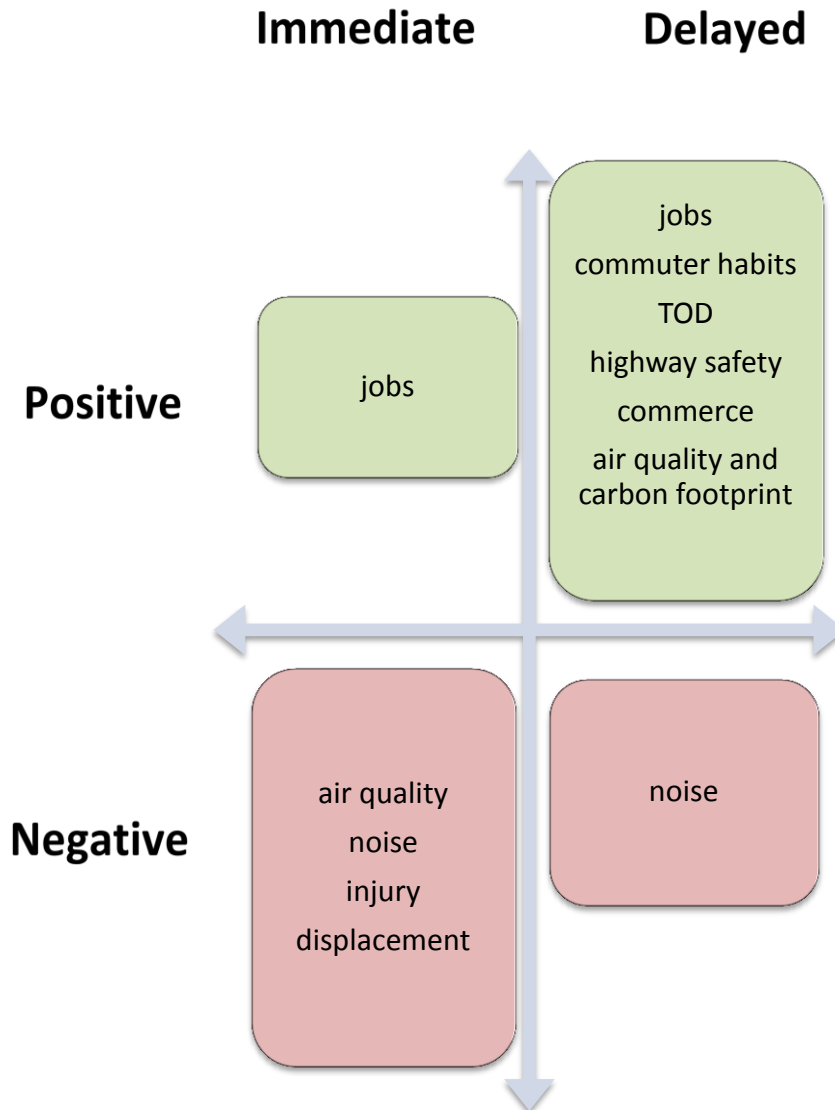 Immediate
Delayed
Positive
jobs
jobs
commuter habits
TOD
highway safety
commerce
air quality and
carbon footprint
Negative
air quality
noise
injury
displacement
noise